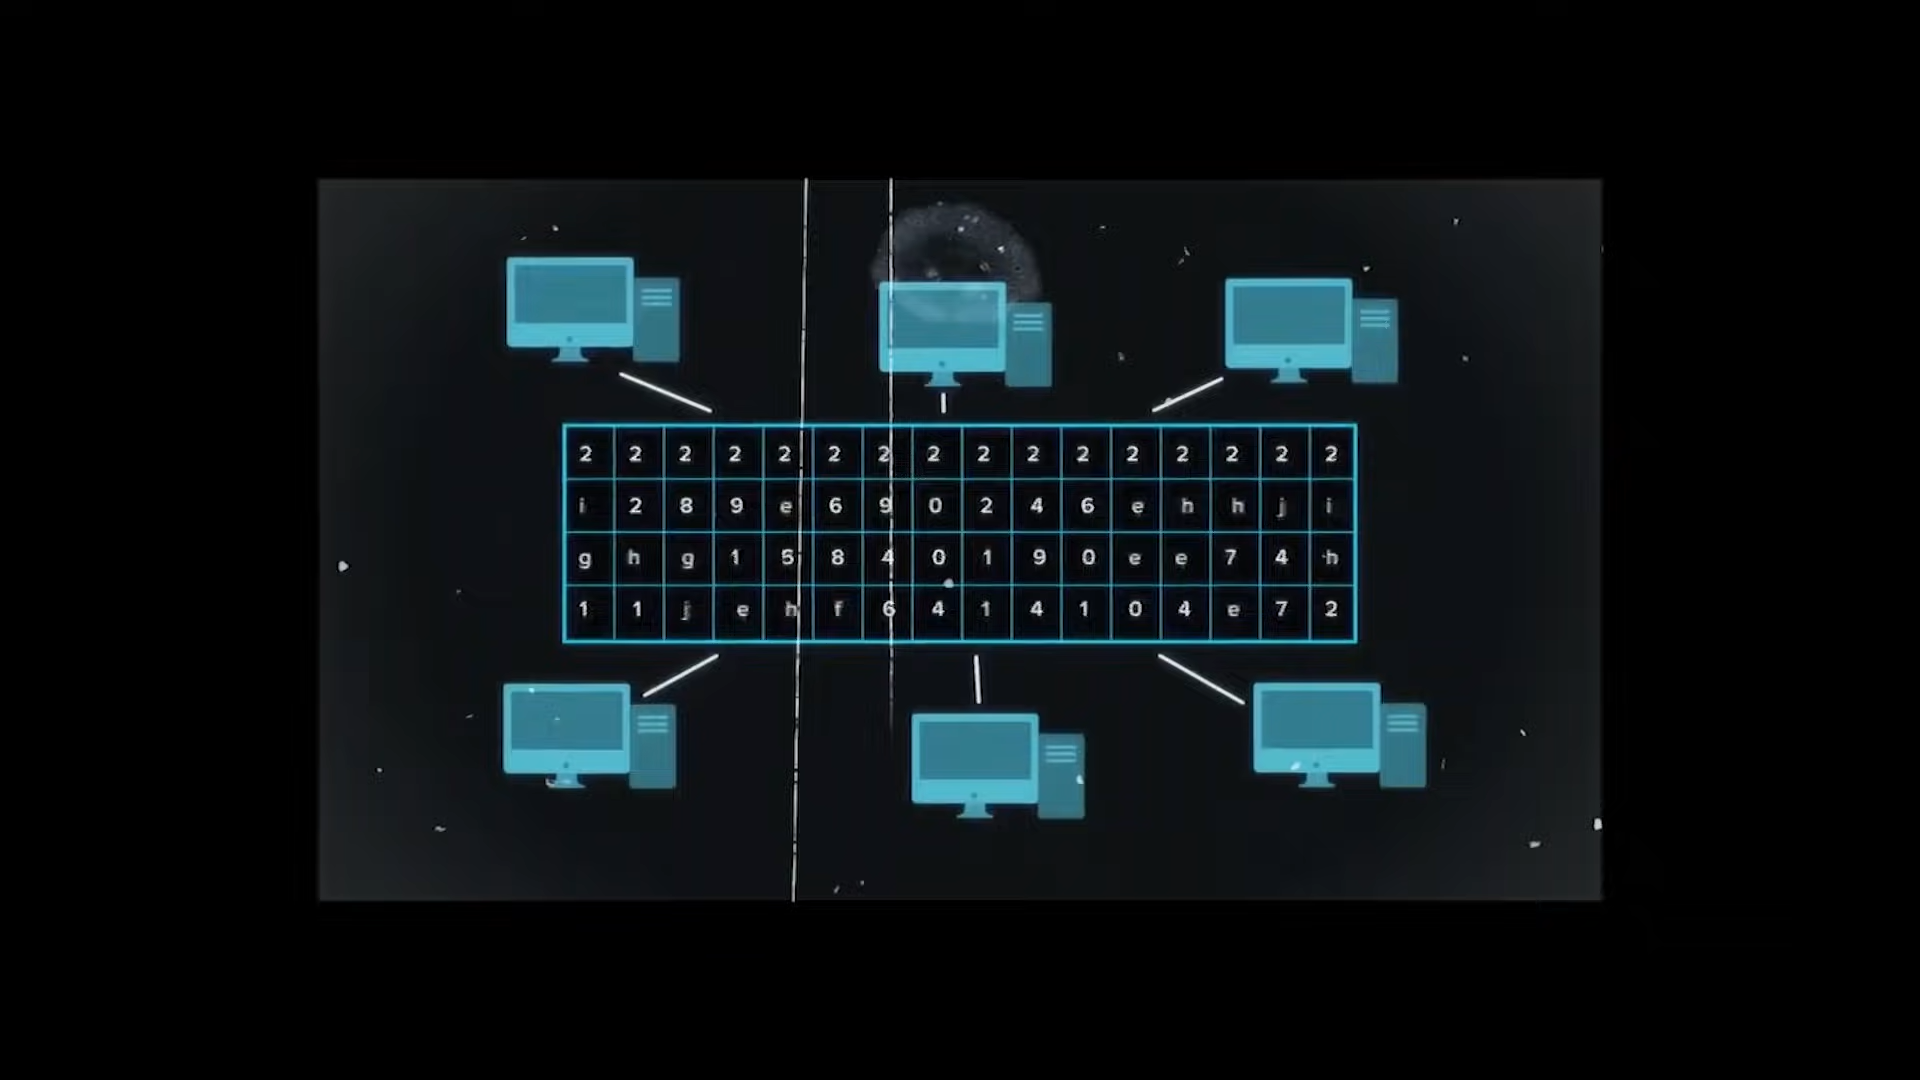 2 2 2 2 2 2 2 2 2 2 2 2 2 2 2 2
i 2 8 9 e 6 9 0 2 4 6 e h h j i
g h g 1 5 8 4 0 1 9 0 e e 7 4 h
1 1 j e h f 6 4 1 4 1 0 4 e 7 2